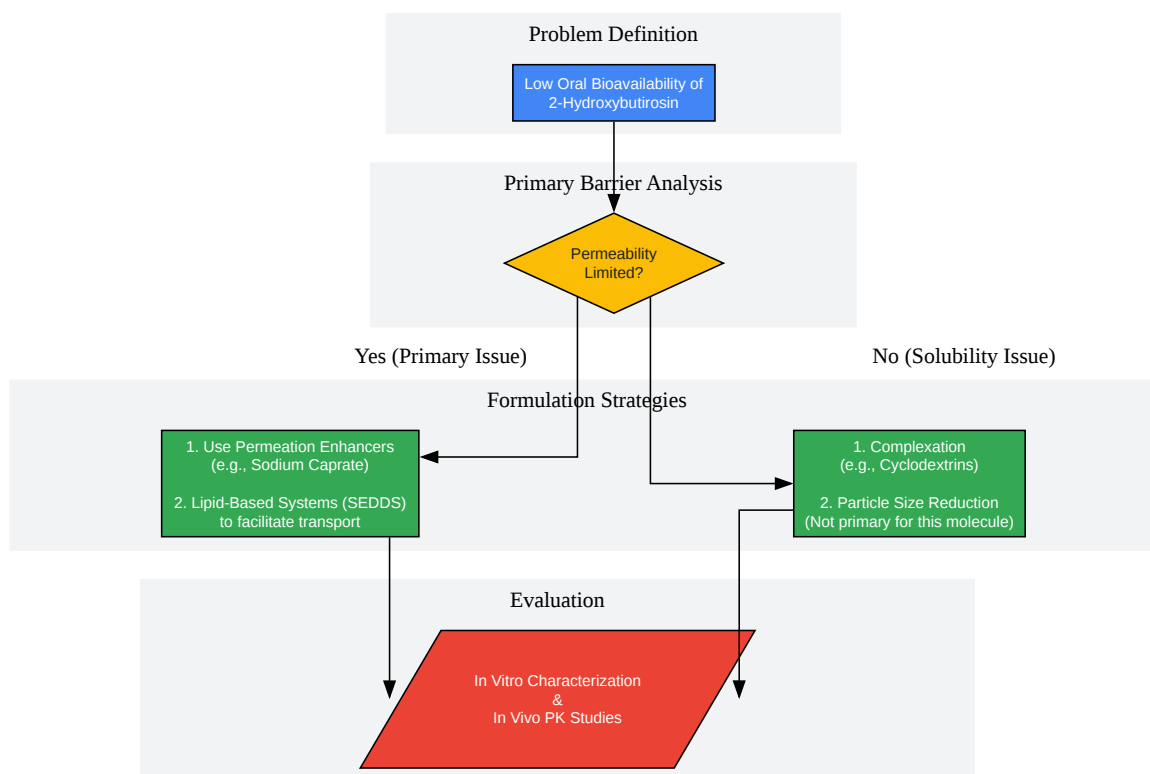 Problem Definition
Low Oral Bioavailability of
2-Hydroxybutirosin
Primary Barrier Analysis
Permeability
Limited?
Yes (Primary Issue)
No (Solubility Issue)
Formulation Strategies
1. Use Permeation Enhancers
(e.g., Sodium Caprate)
2. Lipid-Based Systems (SEDDS)
to facilitate transport
1. Complexation
(e.g., Cyclodextrins)
2. Particle Size Reduction
(Not primary for this molecule)
Evaluation
In Vitro Characterization
&
In Vivo PK Studies